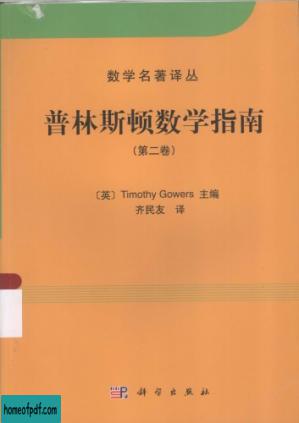 数学名著译丛
普林斯顿数学指南
(第二卷)
〔英〕Timothy Gowers 主编
齐民友 译
科学出版社
homeofpdf.com